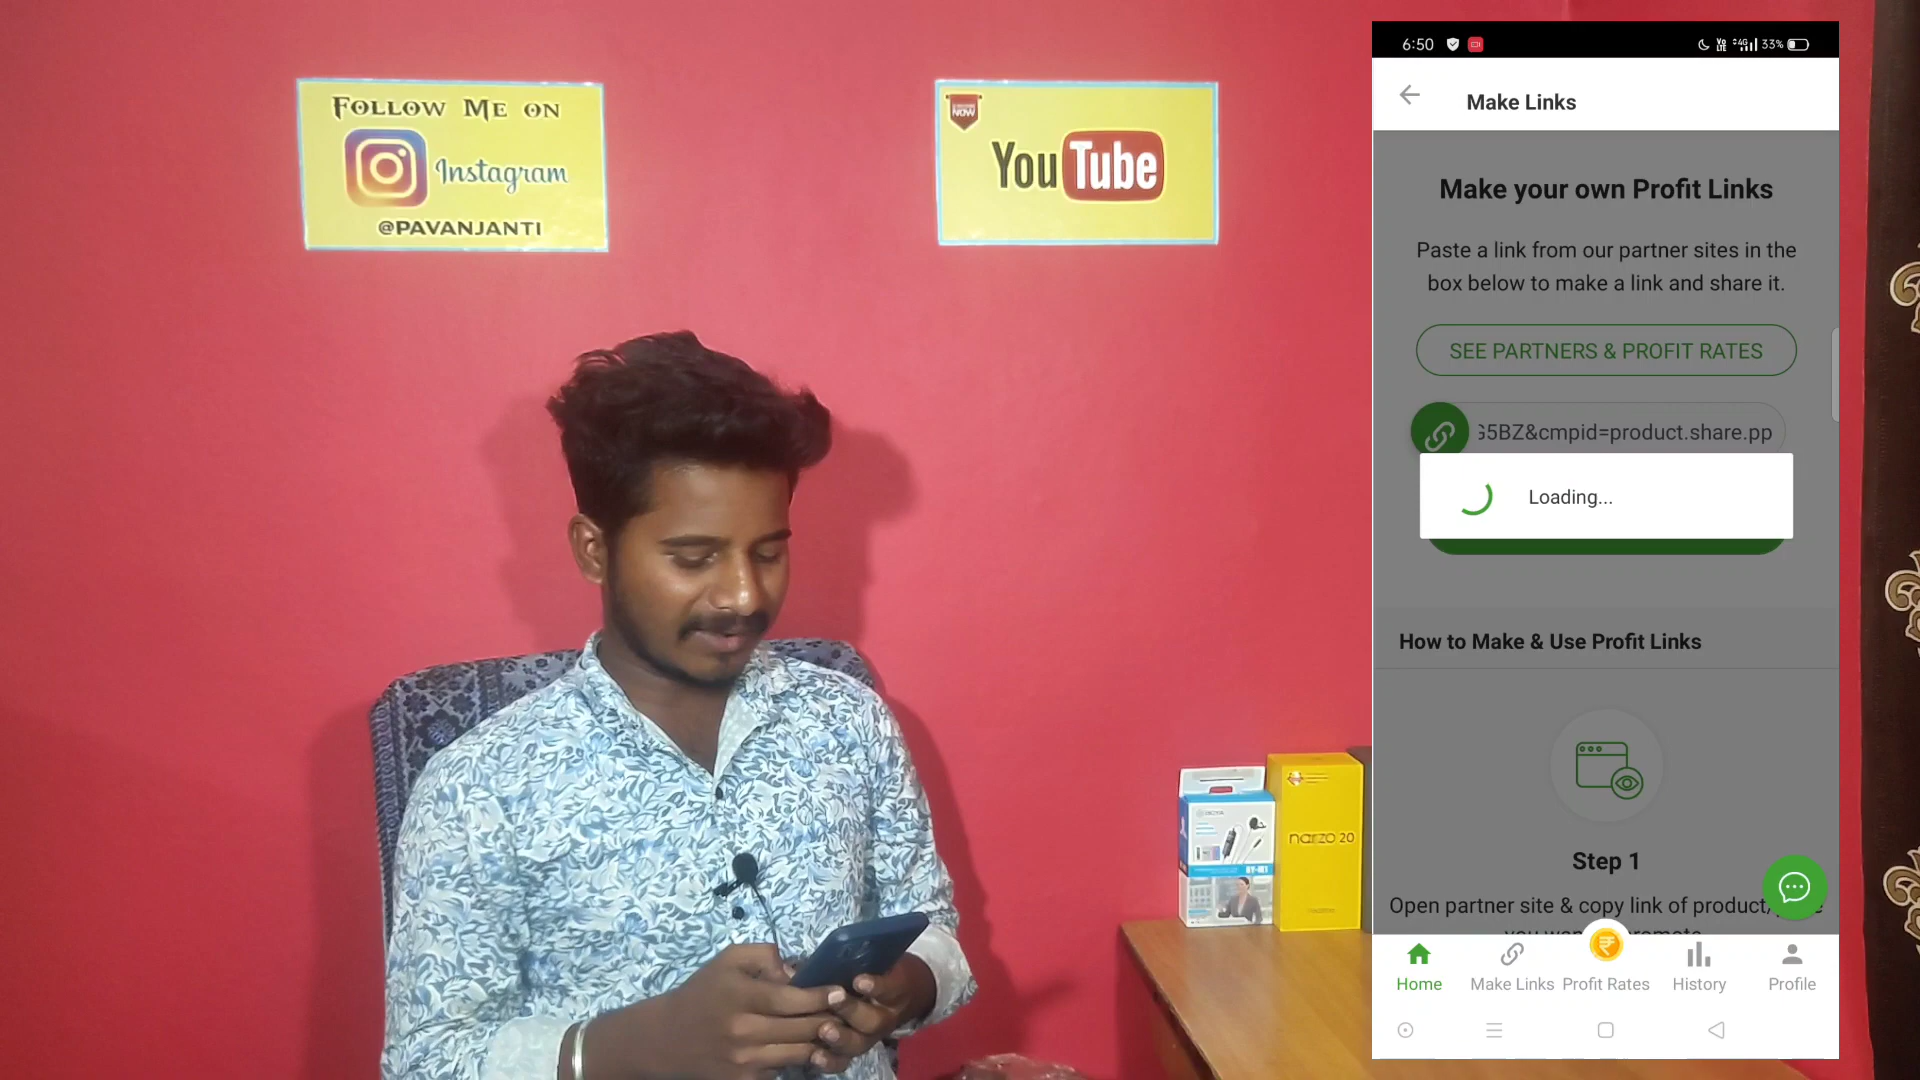 FOLLOW ME ON
Instagram
@PAVANJANTI
NOW
YouTube
BY-M1
narzo 20
6:50
33%
Make Links
Make your own Profit Links
Paste a link from our partner sites in the
box below to make a link and share it.
SEE PARTNERS & PROFIT RATES
G5BZ&cmpid=product.share.pp
Loading...
How to Make & Use Profit Links
Step 1
Open partner site & copy link of product/
Home
Make Links
Profit Rates
History
Profile